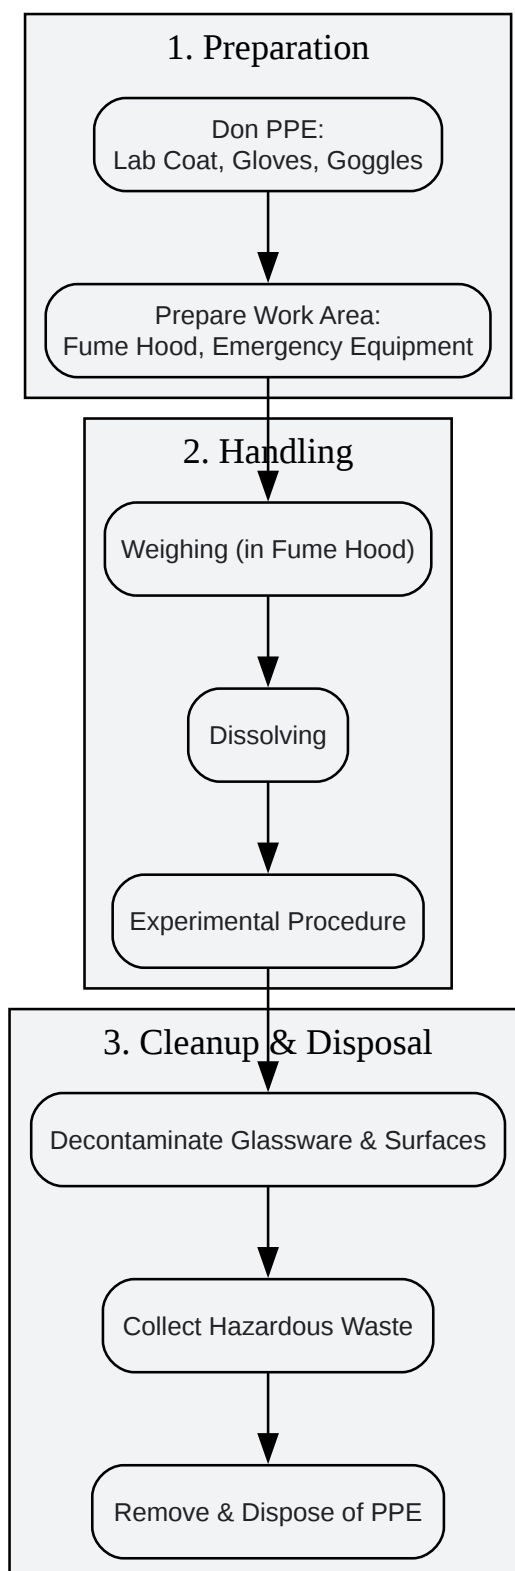 1. Preparation
Don PPE:
Lab Coat, Gloves, Goggles
Prepare Work Area:
Fume Hood, Emergency Equipment
2. Handling
Weighing (in Fume Hood)
Dissolving
Experimental Procedure
3. Cleanup & Disposal
Decontaminate Glassware & Surfaces
Collect Hazardous Waste
Remove & Dispose of PPE